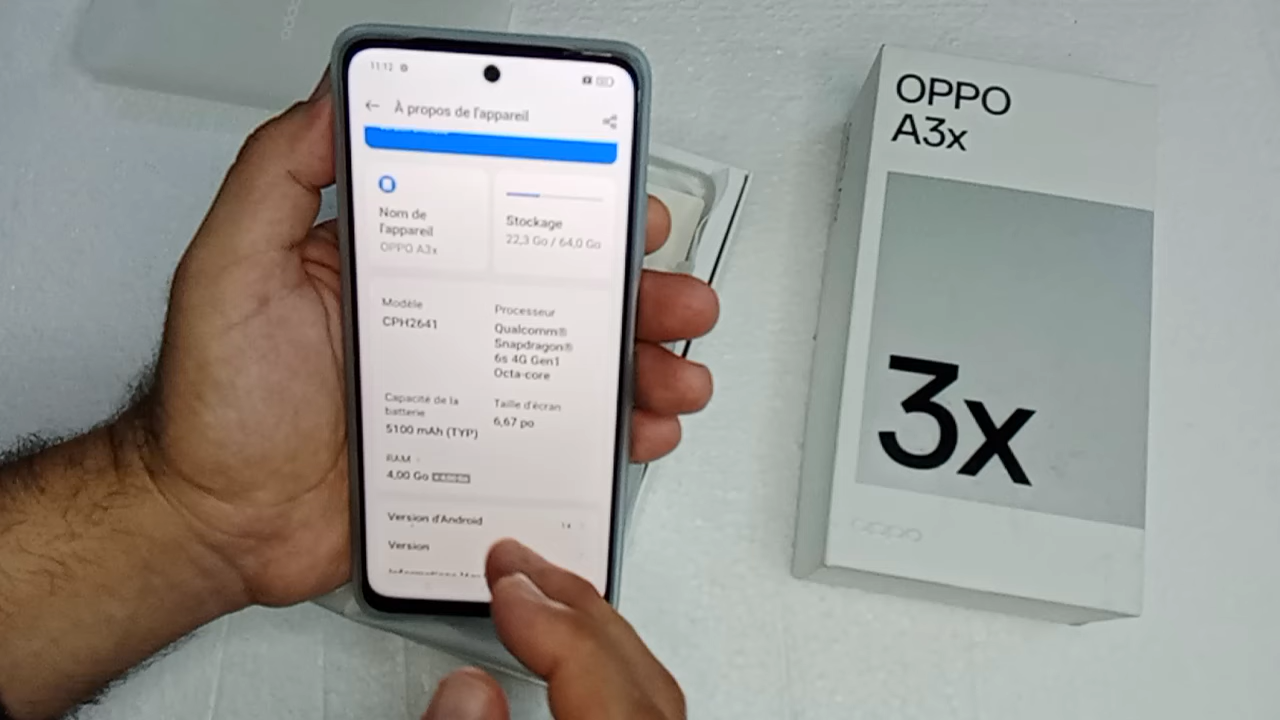 11:12
À propos de l'appareil
Nom de
l'appareil
OPPO A3x
Stockage
22,3 Go / 64,0 Go
Modèle
CPH2641
Processeur
Qualcomm®
Snapdragon®
6s 4G Gen1
Octa-core
Capacité de la
batterie
5100 mAh (TYP)
Taille d'écran
6,67 po
RAM
4,00 Go
Version d'Android
14
Version
OPPO
A3x
3x
oppo